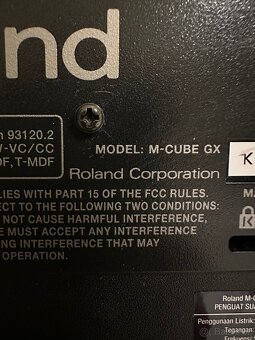 nd
n 93120.2
V-VC/CC
DF, T-MDF
MODEL: M-CUBE GX
Roland Corporation
K
LIES WITH PART 15 OF THE FCC RULES.
ECT TO THE FOLLOWING TWO CONDITIONS:
NOT CAUSE HARMFUL INTERFERENCE,
E MUST ACCEPT ANY INTERFERENCE
ING INTERFERENCE THAT MAY
OPERATION.
MA
K
Roland M-C
PENGUAT SUA
Penggunaan Listrik:
Tegangan:
Frekuensi: